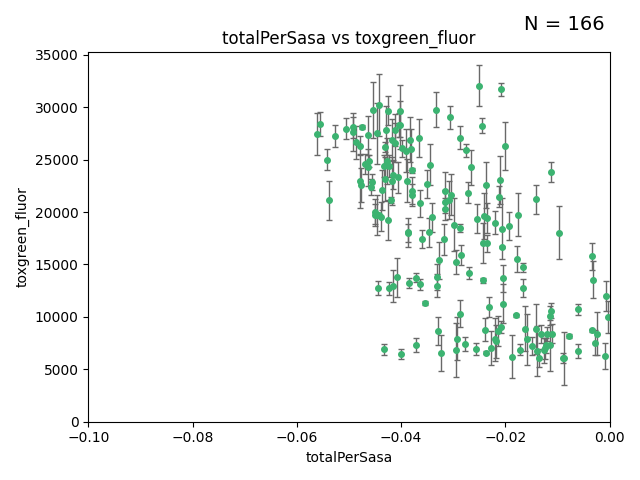 N = 166
totalPerSasa vs toxgreen_fluor
35000
30000
25000
20000
15000
10000
5000
0
toxgreen_fluor
−0.10 −0.08 −0.06 −0.04 −0.02 0.00
totalPerSasa